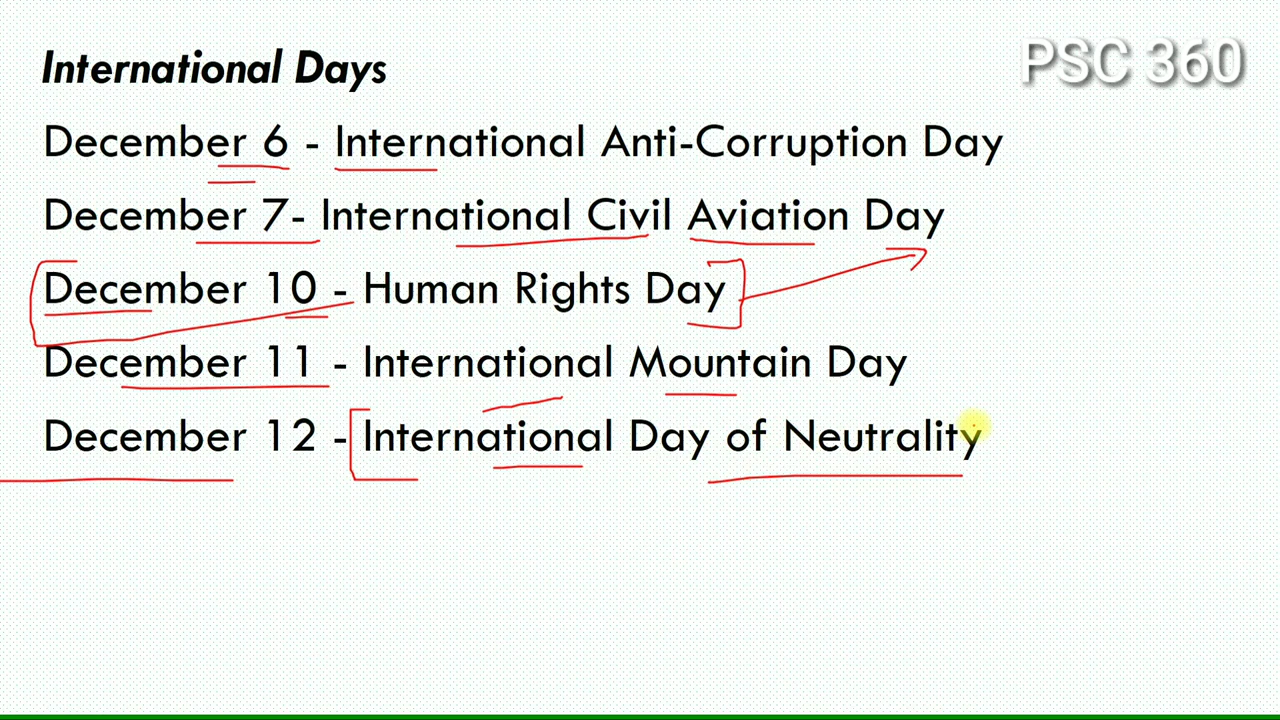 International Days
PSC 360
December 6 - International Anti-Corruption Day
December 7- International Civil Aviation Day
December 10 - Human Rights Day
December 11 - International Mountain Day
December 12 - International Day of Neutrality